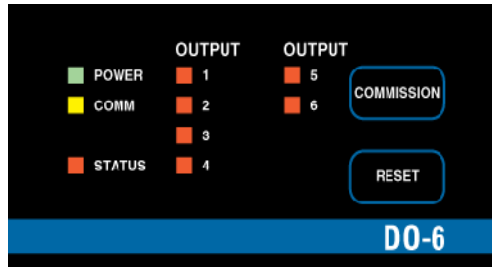 OUTPUT OUTPUT
POWER 1 5
COMM 2 6
3
STATUS 4
COMMISSION
RESET
DO-6